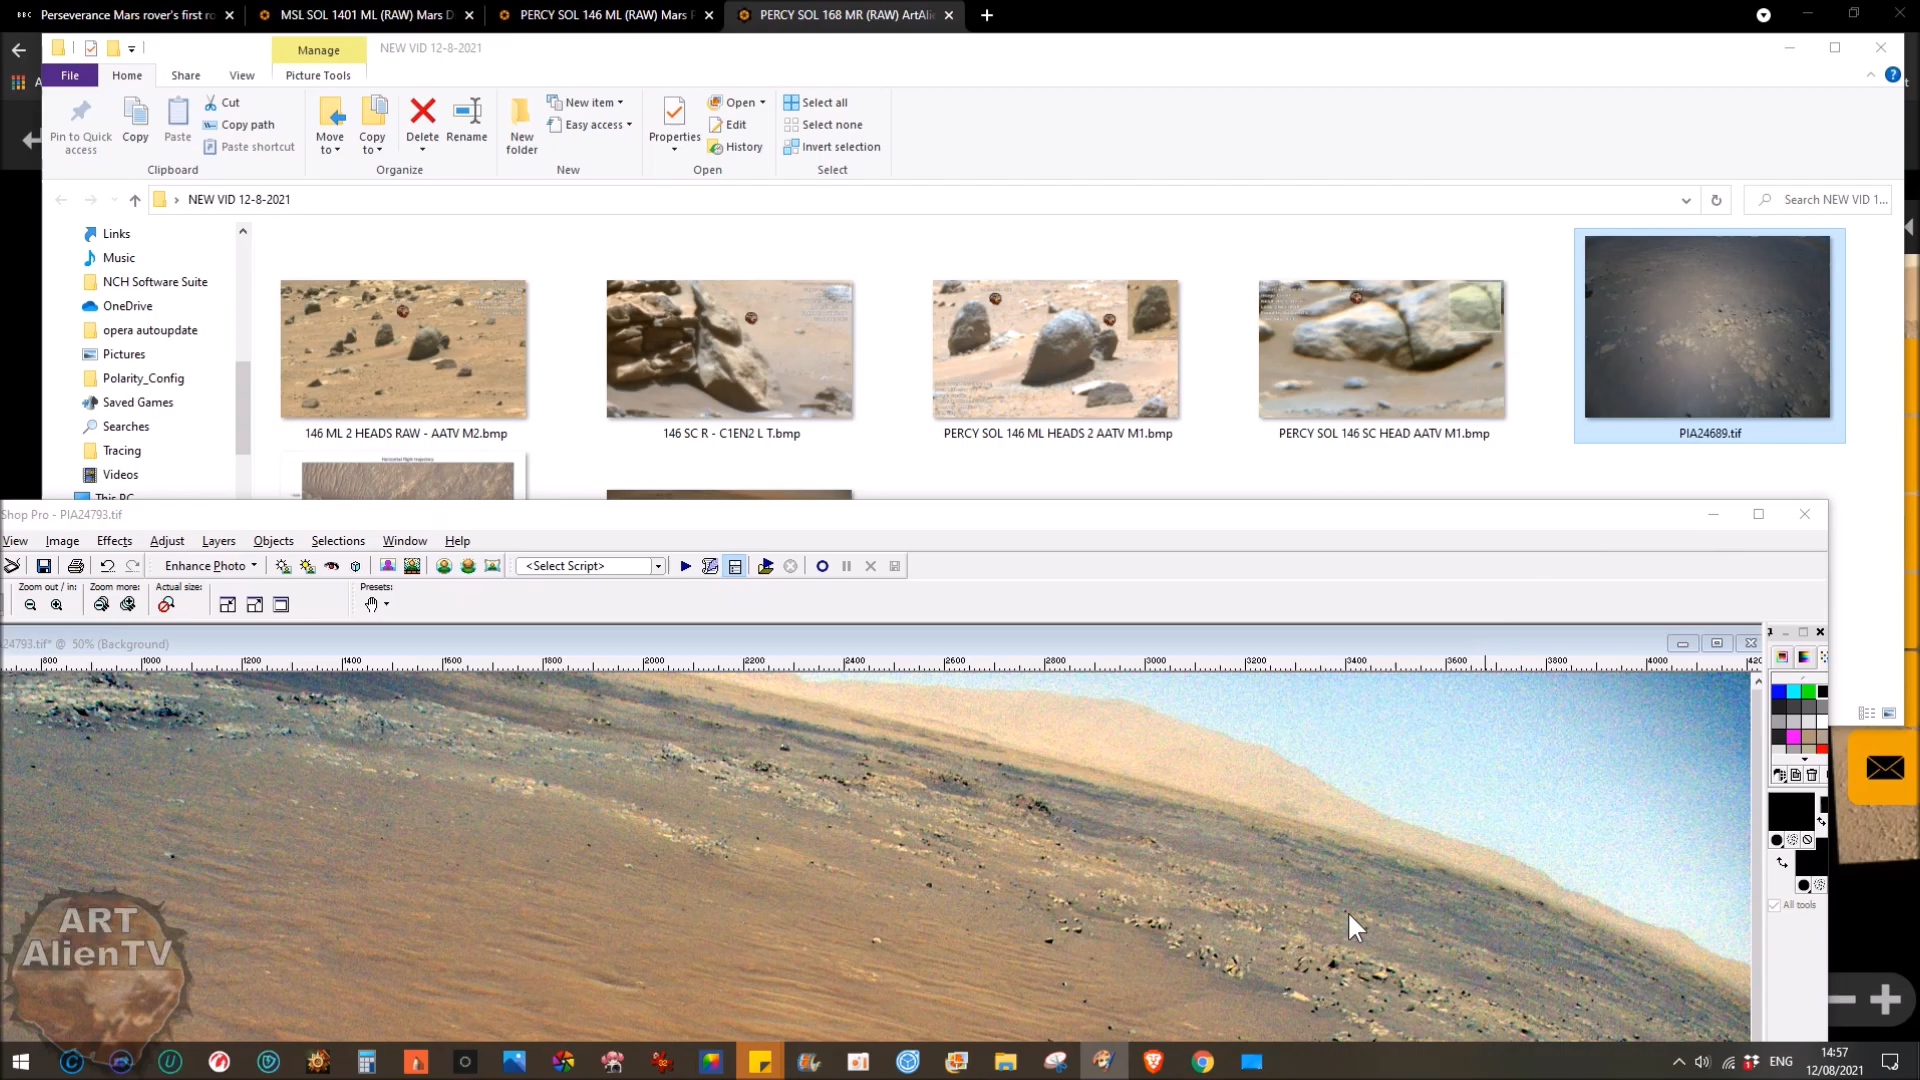 BBC Perseverance Mars rover's first ro
MSL SOL 1401 ML (RAW) Mars D
PERCY SOL 146 ML (RAW) Mars
PERCY SOL 168 MR (RAW) ArtAlie
Manage
NEW VID 12-8-2021
File
Home
Share
View
Picture Tools
Pin to Quick access
Copy
Paste
Cut
Copy path
Paste shortcut
Clipboard
Move to
Copy to
Delete
Rename
Organize
New folder
New item
Easy access
New
Properties
Open
Edit
History
Open
Select all
Select none
Invert selection
Select
NEW VID 12-8-2021
Search NEW VID 1...
Links
Music
NCH Software Suite
OneDrive
opera autoupdate
Pictures
Polarity_Config
Saved Games
Searches
Tracing
Videos
This PC
146 ML 2 HEADS RAW - AATV M2.bmp
146 SC R - C1EN2 L T.bmp
PERCY SOL 146 ML HEADS 2 AATV M1.bmp
PERCY SOL 146 SC HEAD AATV M1.bmp
PIA24689.tif
Shop Pro - PIA24793.tif
View
Image
Effects
Adjust
Layers
Objects
Selections
Window
Help
Enhance Photo
<Select Script>
Zoom out / in:
Zoom more:
Actual size:
Presets:
24793.tif* @ 50% (Background)
800
1000
1200
1400
1600
1800
2000
2200
2400
2600
2800
3000
3200
3400
3600
3800
4000
420
All tools
ART
AlienTV
ENG
14:57
12/08/2021